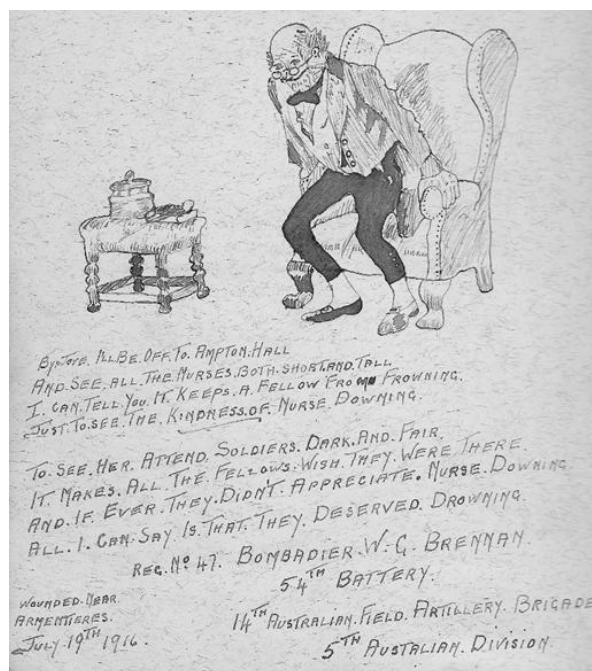 By. Jove. I'll. Be. Off. To. Ampton. Hall
And. See. All. The. Nurses. Both. Short. And. Tall
I. Can. Tell. You. It. Keeps. A. Fellow. From Frowning.
Just. To. See. The. Kindness. Of. Nurse. Downing.
To. See. Her. Attend. Soldiers. Dark. And. Fair.
It. Makes. All. The. Fellows. Wish. They. Were. There
And. If. Ever. They. Didn't. Appreciate. Nurse. Downing
All. I. Can. Say. Is. That. They. Deserved. Drowning.
Reg. No 47. Bombadier. W. G. Brennan.
54th Battery.
Wounded. Near.
Armentieres.
July. 19th 1916.
14th Australian. Field. Artillery. Brigade
5th Austalian. Division.